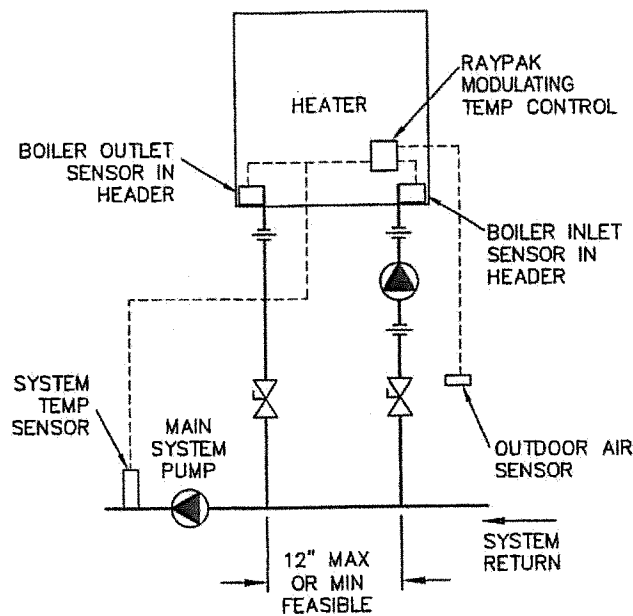 RAYPAK
MODULATING
TEMP CONTROL
HEATER
BOILER OUTLET
SENSOR IN
HEADER
BOILER INLET
SENSOR IN
HEADER
SYSTEM
TEMP
SENSOR
MAIN
SYSTEM
PUMP
OUTDOOR AIR
SENSOR
SYSTEM
RETURN
12" MAX
OR MIN
FEASIBLE